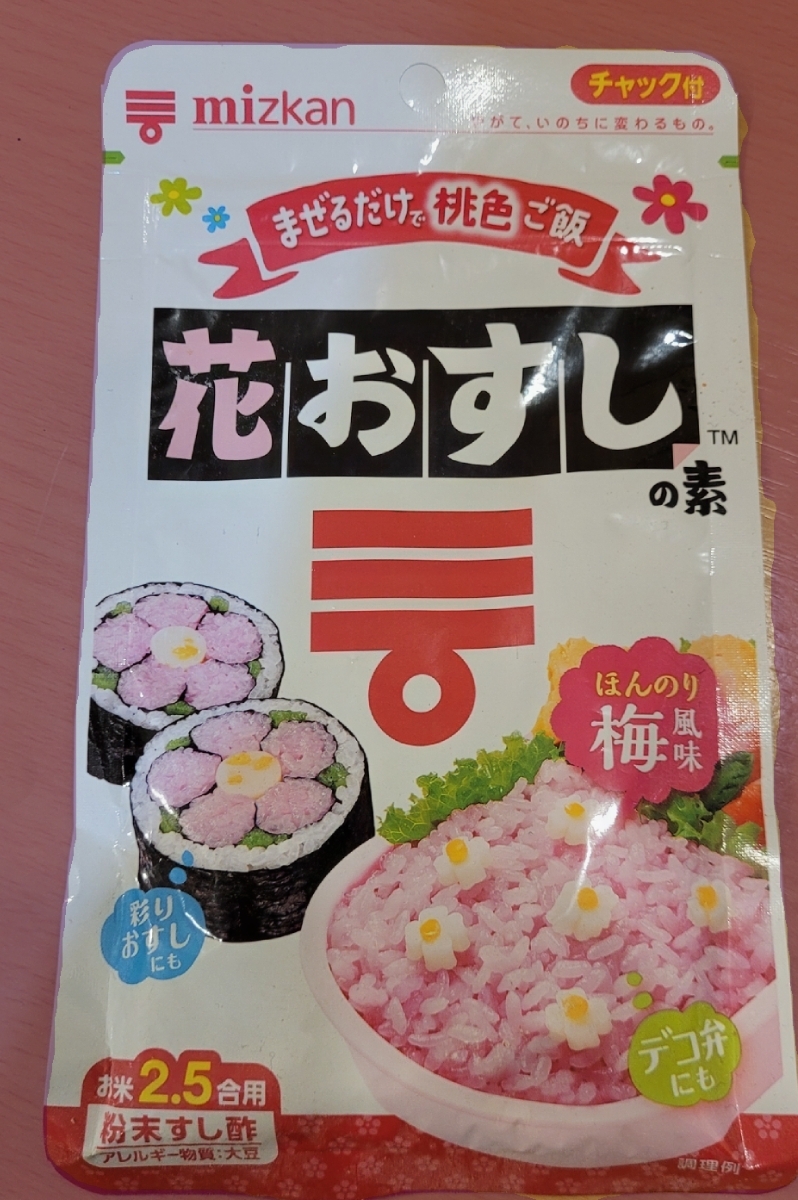 mizkan
チャック付
やがて、いのちに変わるもの。
まぜるだけで桃色ご飯
花おすし
TM
の素
ほんのり
梅風味
彩り
おすし
にも
デコ弁
にも
お米2.5合用
粉末すし酢
アレルギー物質:大豆
調理例